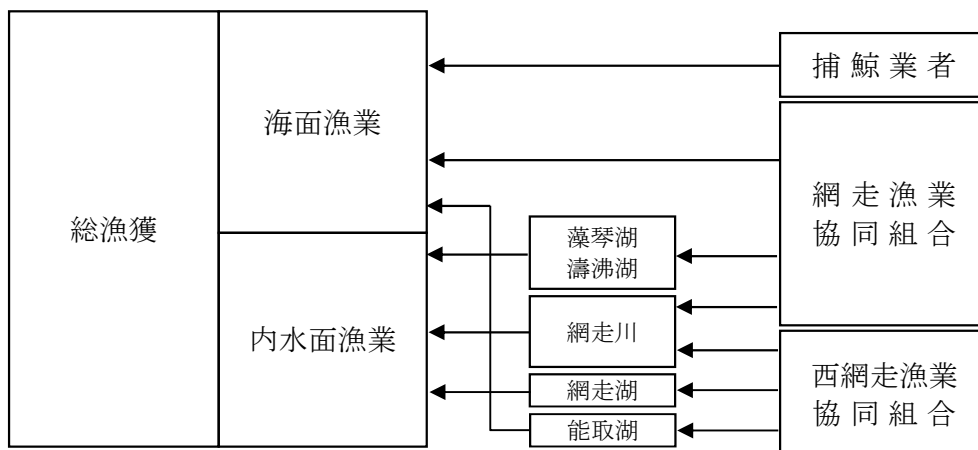 総漁獲
海面漁業
内水面漁業
藻琴湖
濤沸湖
網走川
網走湖
能取湖
捕鯨業者
網走漁業
協同組合
西網走漁業
協同組合